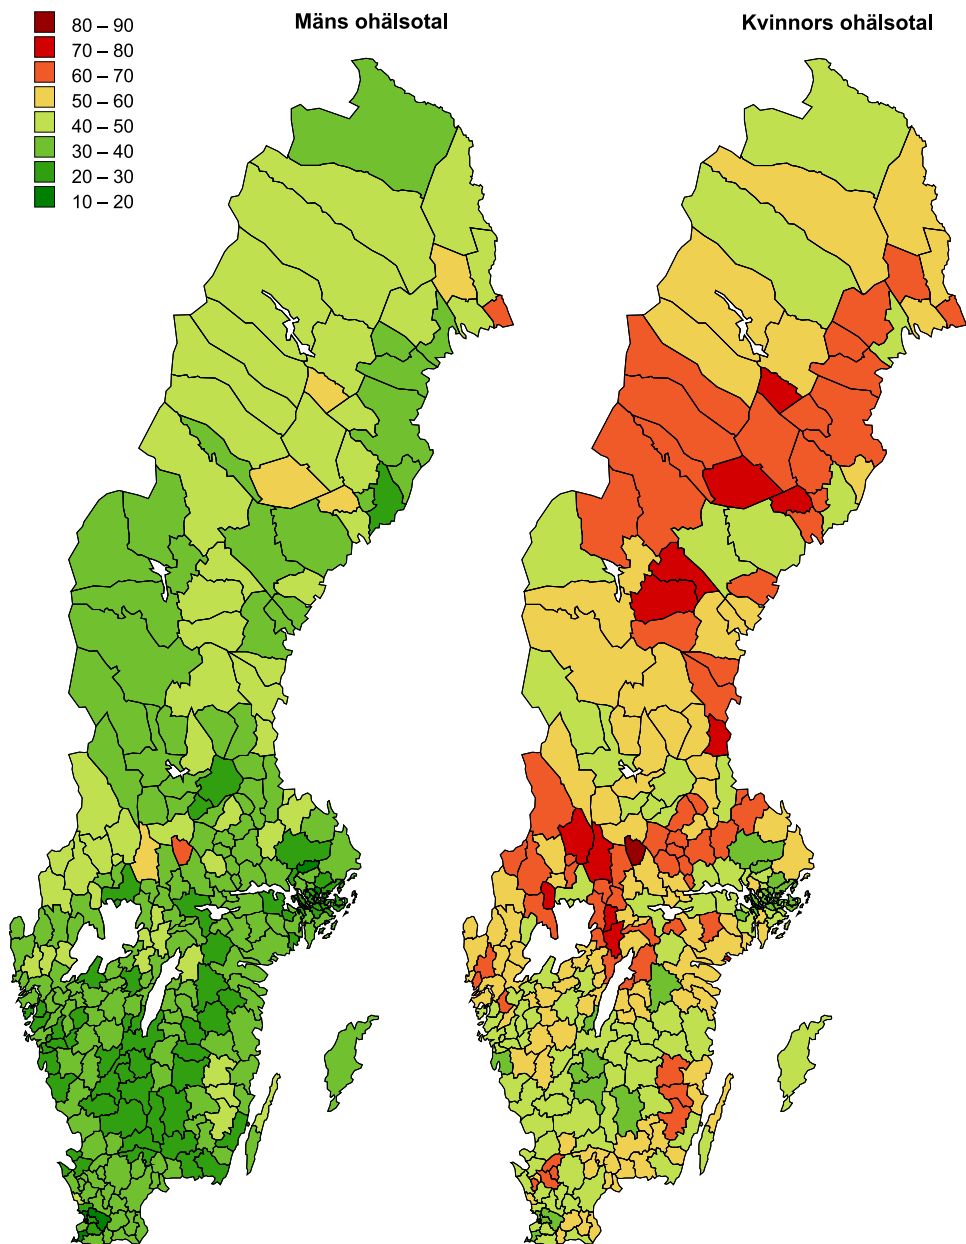 Mäns ohälsotal
Kvinnors ohälsotal
80 – 90
70 – 80
60 – 70
50 – 60
40 – 50
30 – 40
20 – 30
10 – 20